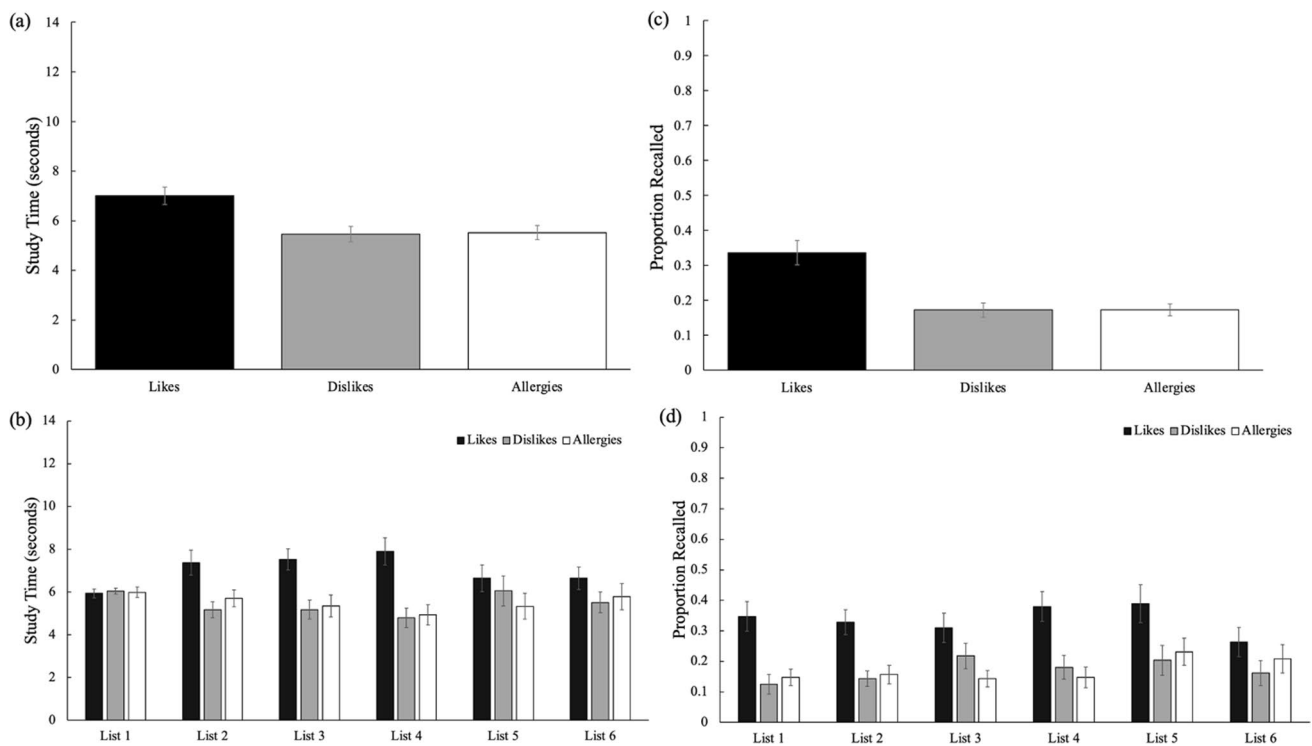 (a)
14
12
10
8
6
4
2
0
Study Time (seconds)
Likes Dislikes Allergies
(c)
1
0.9
0.8
0.7
0.6
0.5
0.4
0.3
0.2
0.1
0
Proportion Recalled
Likes Dislikes Allergies
(b)
14
12
10
8
6
4
2
0
Study Time (seconds)
Likes Dislikes Allergies
List 1 List 2 List 3 List 4 List 5 List 6
(d)
1
0.9
0.8
0.7
0.6
0.5
0.4
0.3
0.2
0.1
0
Proportion Recalled
Likes Dislikes Allergies
List 1 List 2 List 3 List 4 List 5 List 6